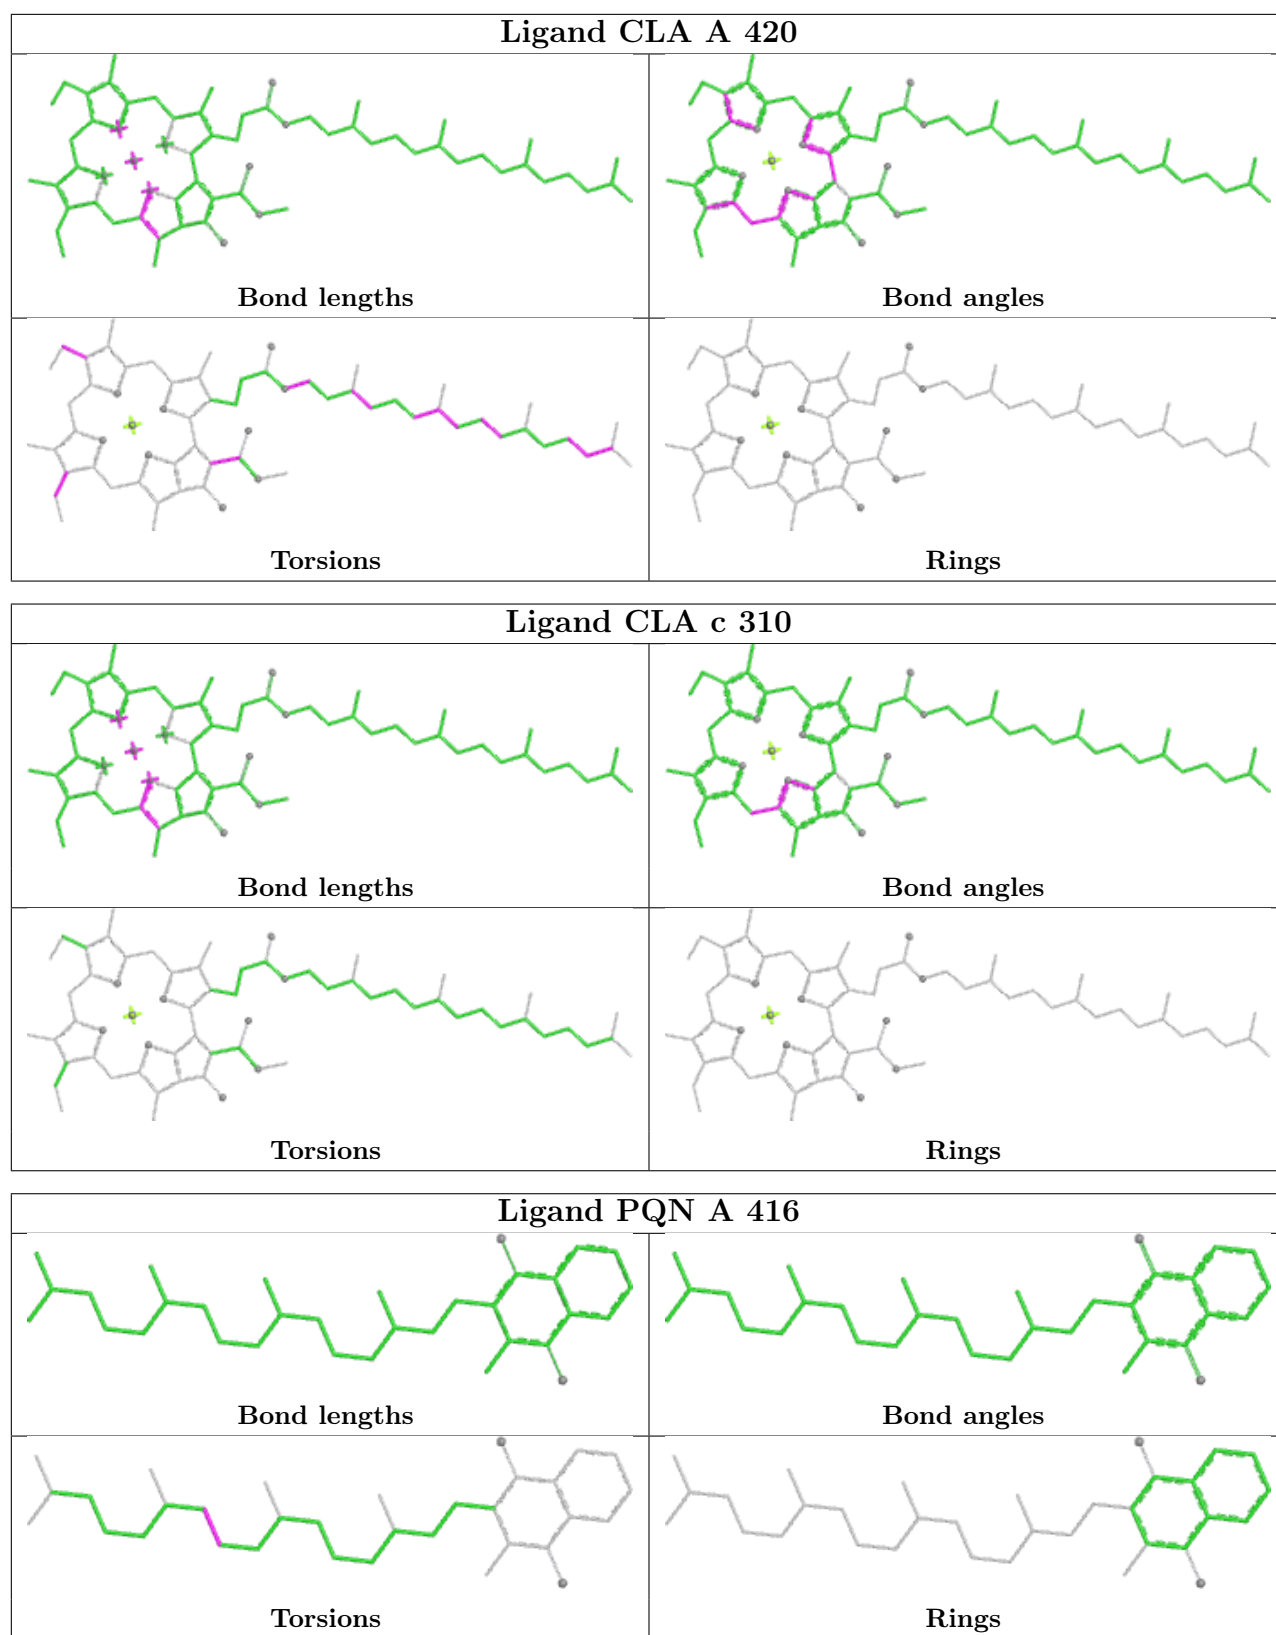 Ligand CLA A 420
Bond lengths
Bond angles
Torsions
Rings
Ligand CLA c 310
Bond lengths
Bond angles
Torsions
Rings
Ligand PQN A 416
Bond lengths
Bond angles
Torsions
Rings